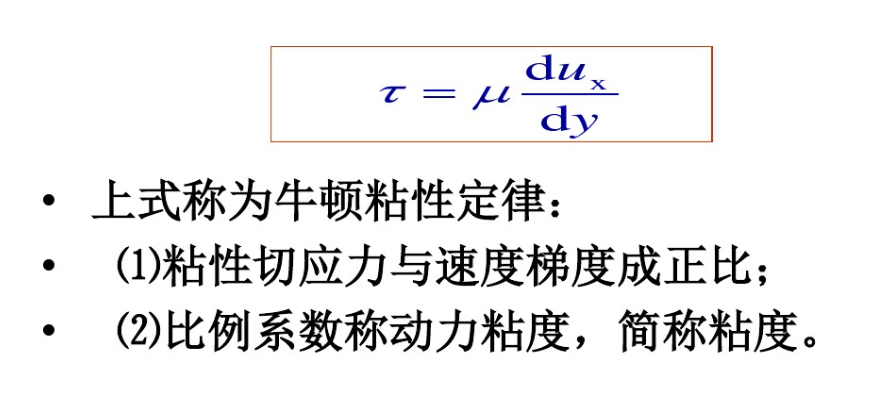 τ = μ du_x/dy
• 上式称为牛顿粘性定律：
• ⑴粘性切应力与速度梯度成正比；
• ⑵比例系数称动力粘度，简称粘度。